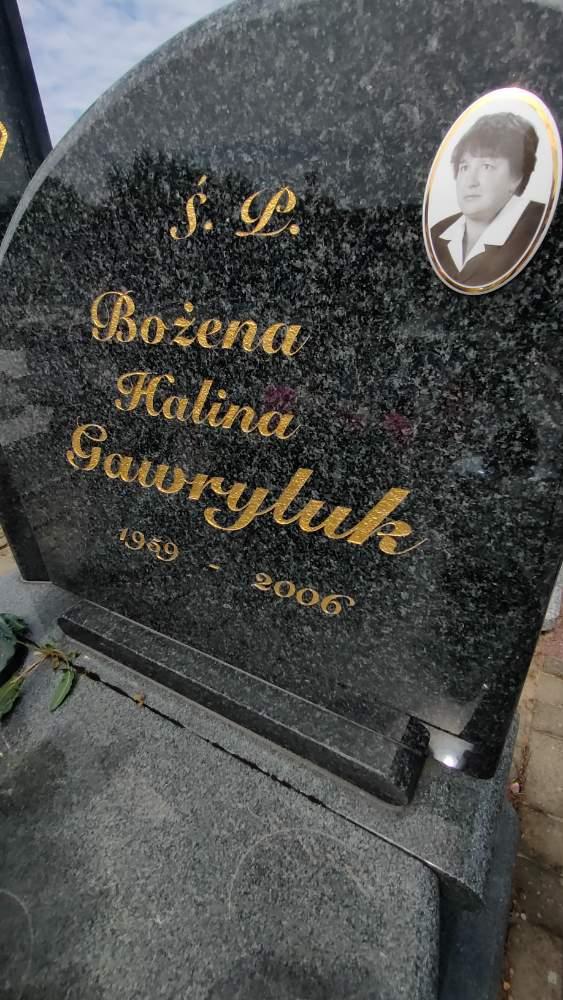 Ś. P.
Bożena
Halina
Gawryluk
1959 - 2006